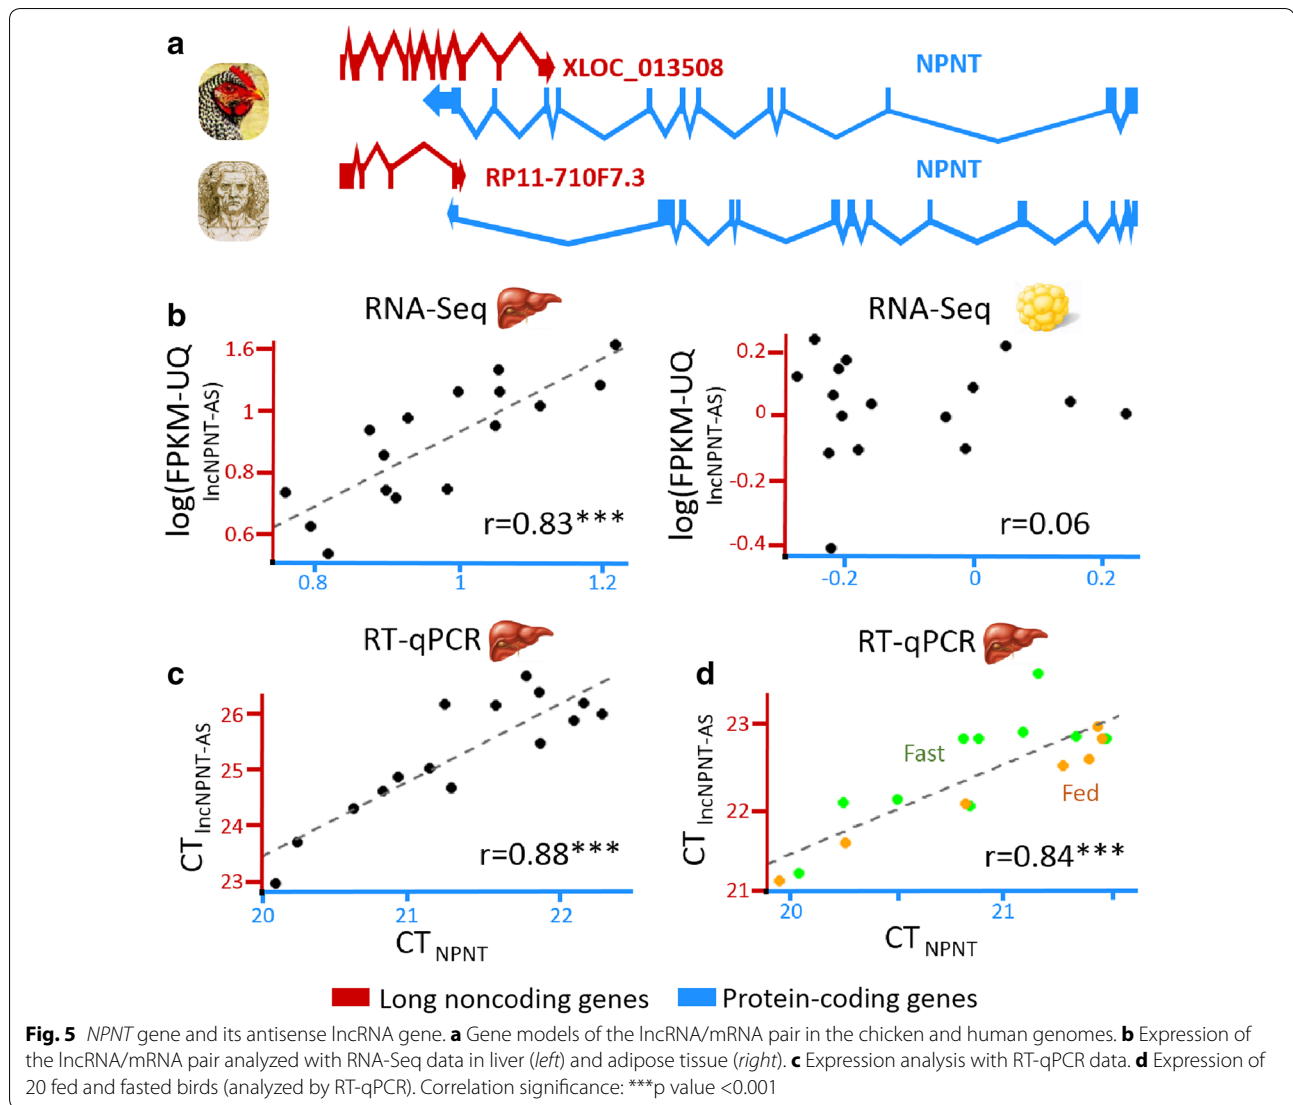 a
XLOC_013508
NPNT
RP11-710F7.3
NPNT
b
RNA-Seq
log(FPKM-UQ
lncNPNT-AS)
1.6
1
0.8
0.6
r=0.83***
0.8 1 1.2
RNA-Seq
log(FPKM-UQ
lncNPNT-AS)
0.2
0
-0.2
-0.4
r=0.06
-0.2 0 0.2
c
RT-qPCR
CT lncNPNT-AS
26
25
24
23
r=0.88***
20 21 22
CT NPNT
d
RT-qPCR
CT lncNPNT-AS
23
22
21
Fast
Fed
r=0.84***
20 21
CT NPNT
Long noncoding genes Protein-coding genes
Fig. 5 NPNT gene and its antisense lncRNA gene. a Gene models of the lncRNA/mRNA pair in the chicken and human genomes. b Expression of
the lncRNA/mRNA pair analyzed with RNA-Seq data in liver (left) and adipose tissue (right). c Expression analysis with RT-qPCR data. d Expression of
20 fed and fasted birds (analyzed by RT-qPCR). Correlation significance: ***p value <0.001